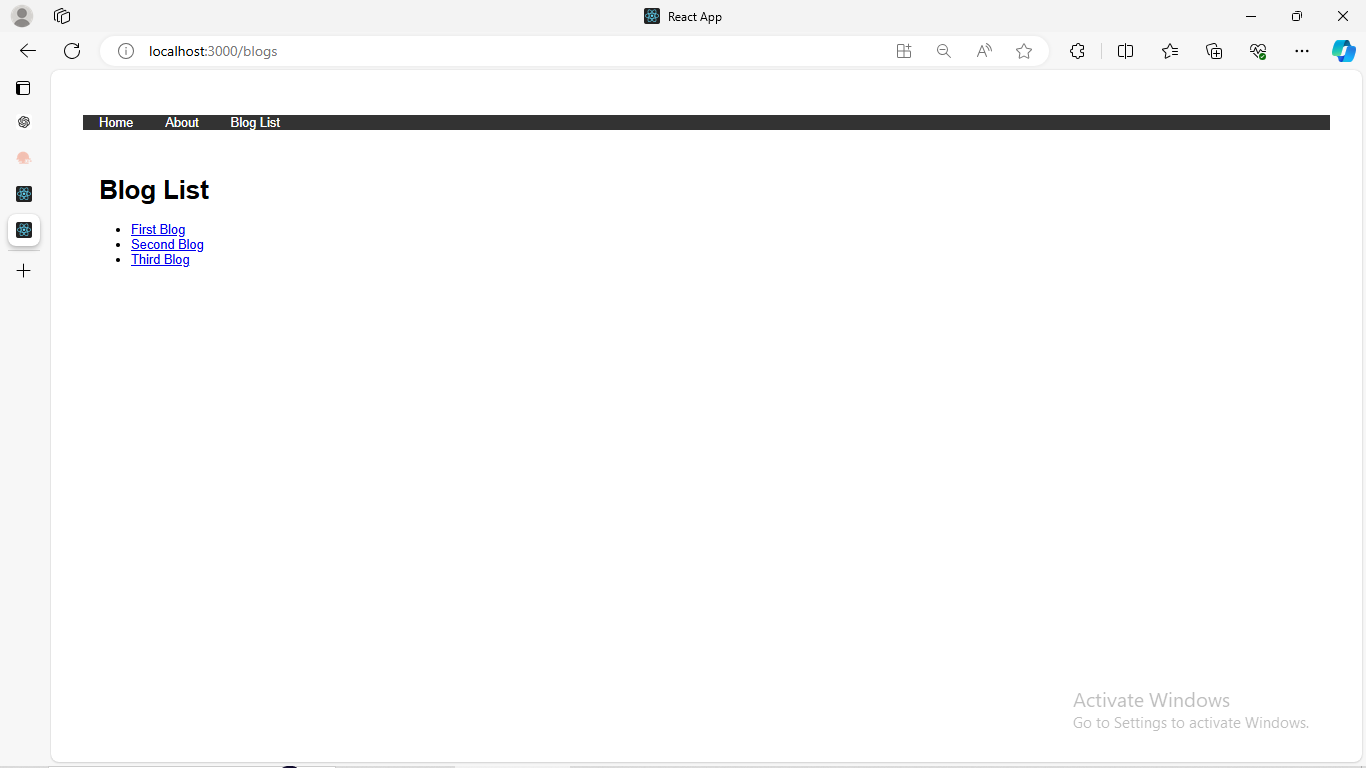 React App
localhost:3000/blogs
Home About Blog List
Blog List
First Blog
Second Blog
Third Blog
Activate Windows
Go to Settings to activate Windows.